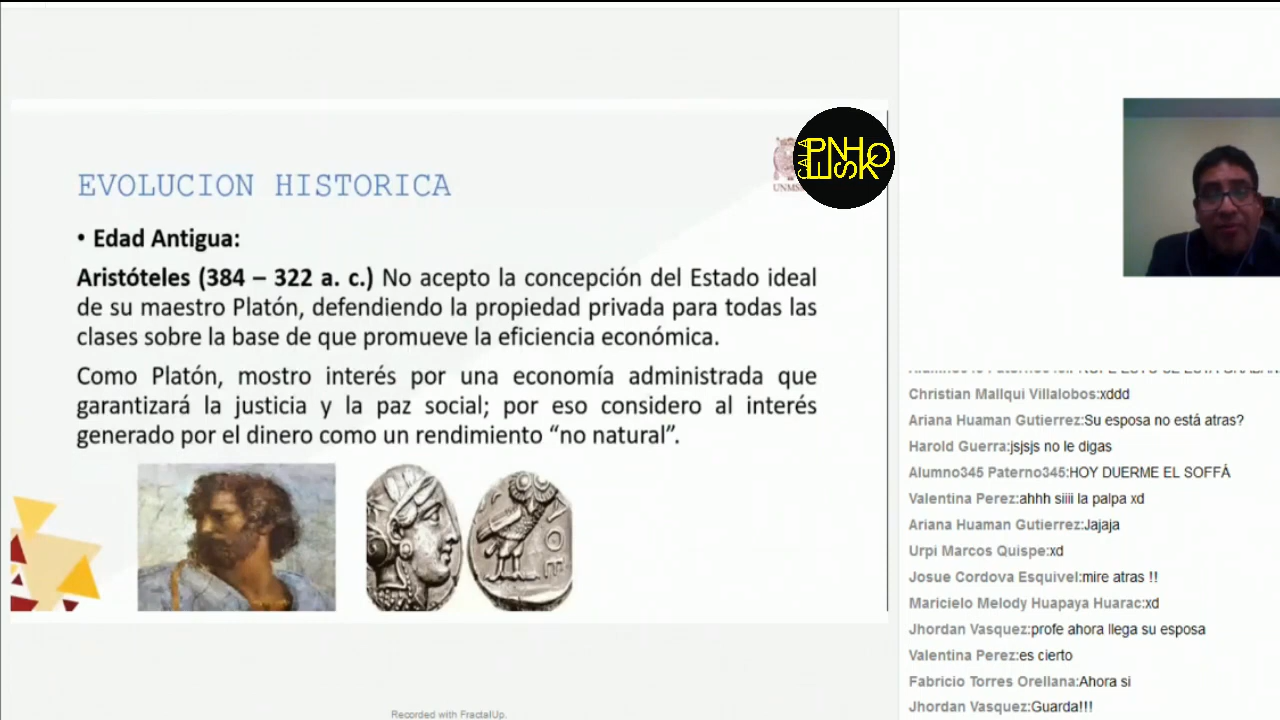 EVOLUCION HISTORICA
• Edad Antigua:
Aristóteles (384 – 322 a. c.) No acepto la concepción del Estado ideal
de su maestro Platón, defendiendo la propiedad privada para todas las
clases sobre la base de que promueve la eficiencia económica.
Como Platón, mostro interés por una economía administrada que
garantizará la justicia y la paz social; por eso considero al interés
generado por el dinero como un rendimiento “no natural”.
Recorded with FractalUp.
Christian Mallqui Villalobos:xddd
Ariana Huaman Gutierrez:Su esposa no está atras?
Harold Guerra:jsjsjs no le digas
Alumno345 Paterno345:HOY DUERME EL SOFFÁ
Valentina Perez:ahhh siiii la palpa xd
Ariana Huaman Gutierrez:Jajaja
Urpi Marcos Quispe:xd
Josue Cordova Esquivel:mire atras !!
Maricielo Melody Huapaya Huarac:xd
Jhordan Vasquez:profe ahora llega su esposa
Valentina Perez:es cierto
Fabricio Torres Orellana:Ahora si
Jhordan Vasquez:Guarda!!!